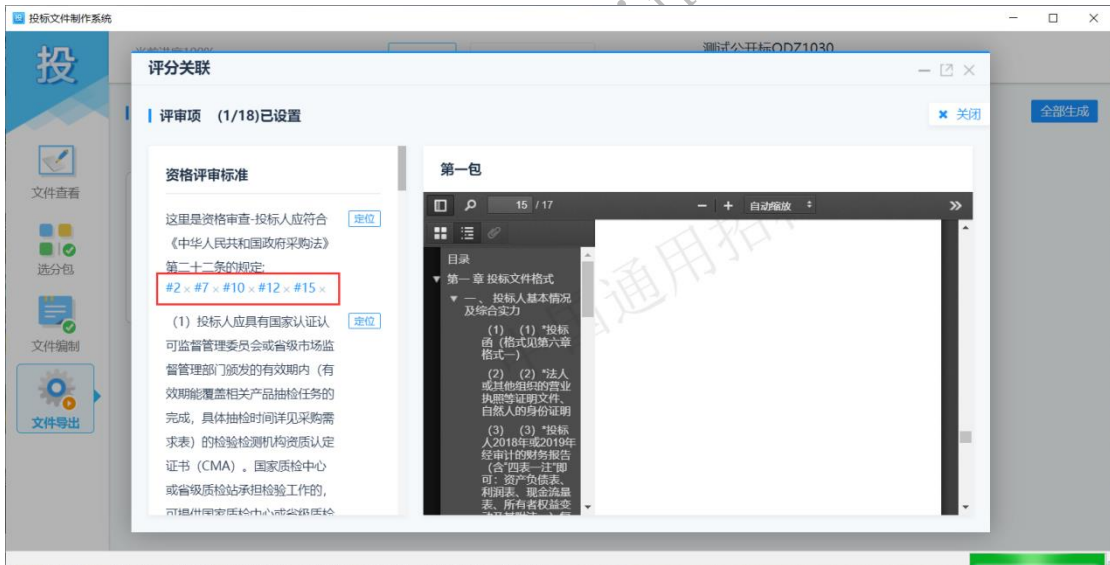 投标文件制作系统
投
测试公开标QDZ1030
评分关联
评审项 (1/18)已设置
关闭
全部生成
文件查看
选分包
文件编制
文件导出
资格评审标准
这里是资格审查-投标人应符合
定位
《中华人民共和国政府采购法》
第二十二条的规定:
#2 × #7 × #10 × #12 × #15 ×
(1)投标人应具有国家认证认
定位
可监督管理委员会或省级市场监
督管理部门颁发的有效期内(有
效期能覆盖相关产品抽检任务的
完成,具体抽检时间详见采购需
求表)的检验检测机构资质认定
证书(CMA)。国家质检中心
或省级质检站承担检验工作的,
可提供国家质检中心或省级质检
第一包
15 / 17
自动缩放
目录
第一章 投标文件格式
一、投标人基本情况
及综合实力
(1) (1) *投标
函(格式见第六章
格式一)
(2) (2) *法人
或其他组织的营业
执照等证明文件、
自然人的身份证明
(3) (3) *投标
人2018年或2019年
经审计的财务报告
(含“四表一注”即
可:资产负债表、
利润表、现金流量
表、所有者权益变